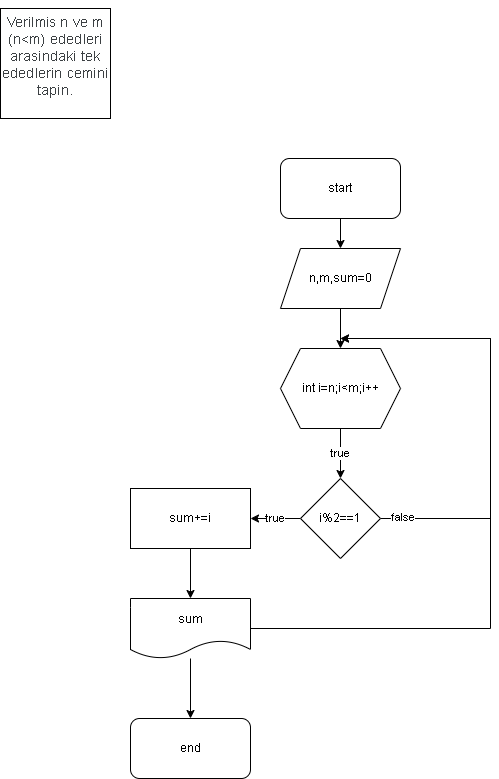 Verilmis n ve m
(n<m) ededleri
arasindaki tek
ededlerin cemini
tapin.
start
n,m,sum=0
int i=n;i<m;i++
true
i%2==1
true
false
sum+=i
sum
end